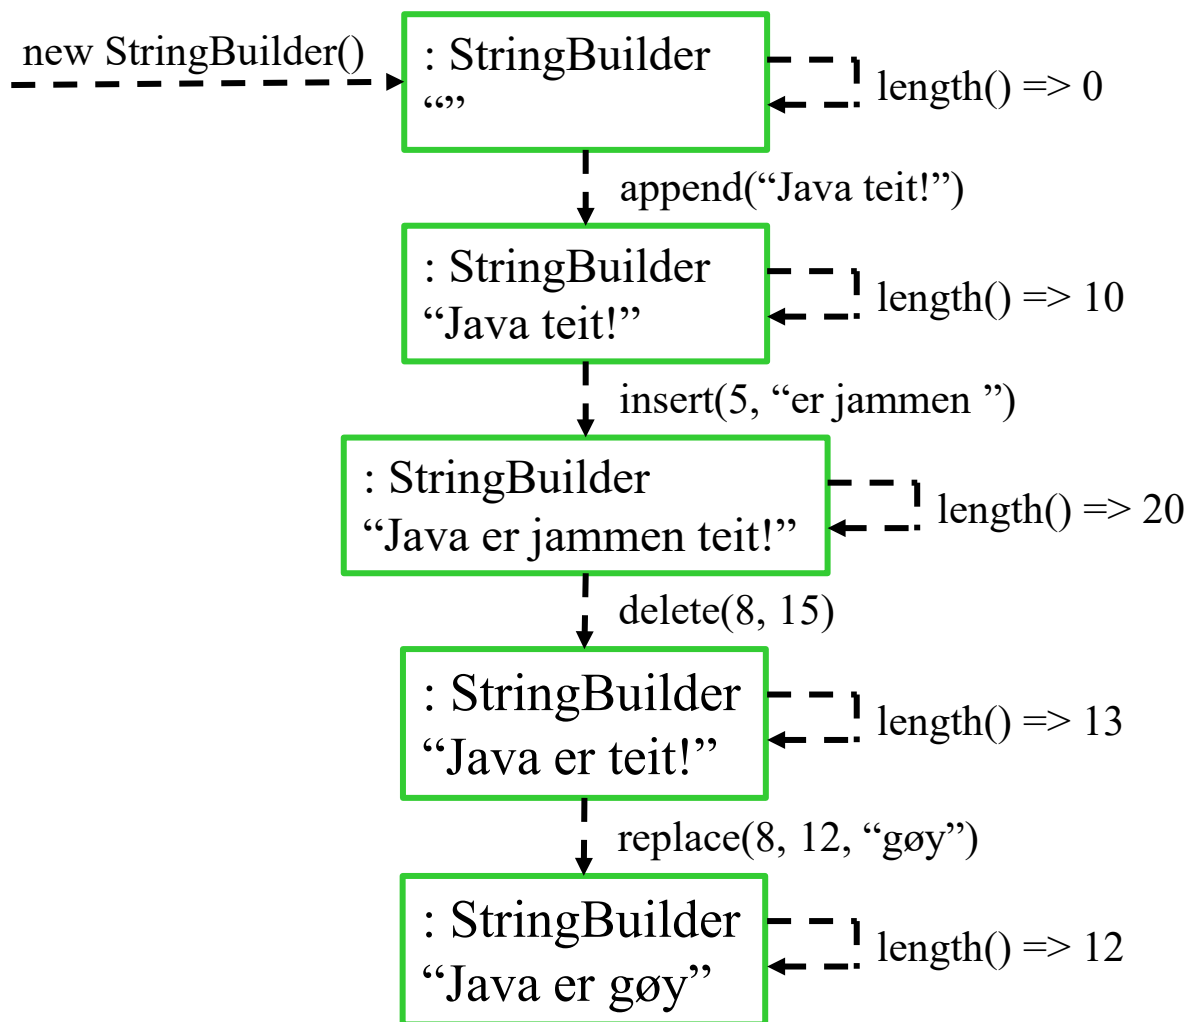 new StringBuilder()
: StringBuilder
“”
length() => 0
append(“Java teit!”)
: StringBuilder
“Java teit!”
length() => 10
insert(5, “er jammen ”)
: StringBuilder
“Java er jammen teit!”
length() => 20
delete(8, 15)
: StringBuilder
“Java er teit!”
length() => 13
replace(8, 12, “gøy”)
: StringBuilder
“Java er gøy”
length() => 12